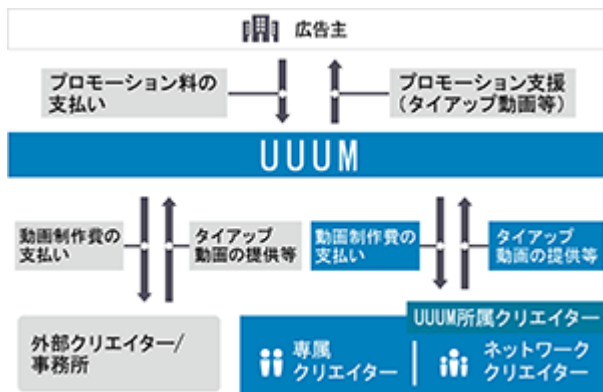 広告主
プロモーション料の
支払い
プロモーション支援
(タイアップ動画等)
UUUM
動画制作費の
支払い
タイアップ
動画の提供等
動画制作費の
支払い
タイアップ
動画の提供等
外部クリエイター/
事務所
UUUM所属クリエイター
専属
クリエイター
ネットワーク
クリエイター